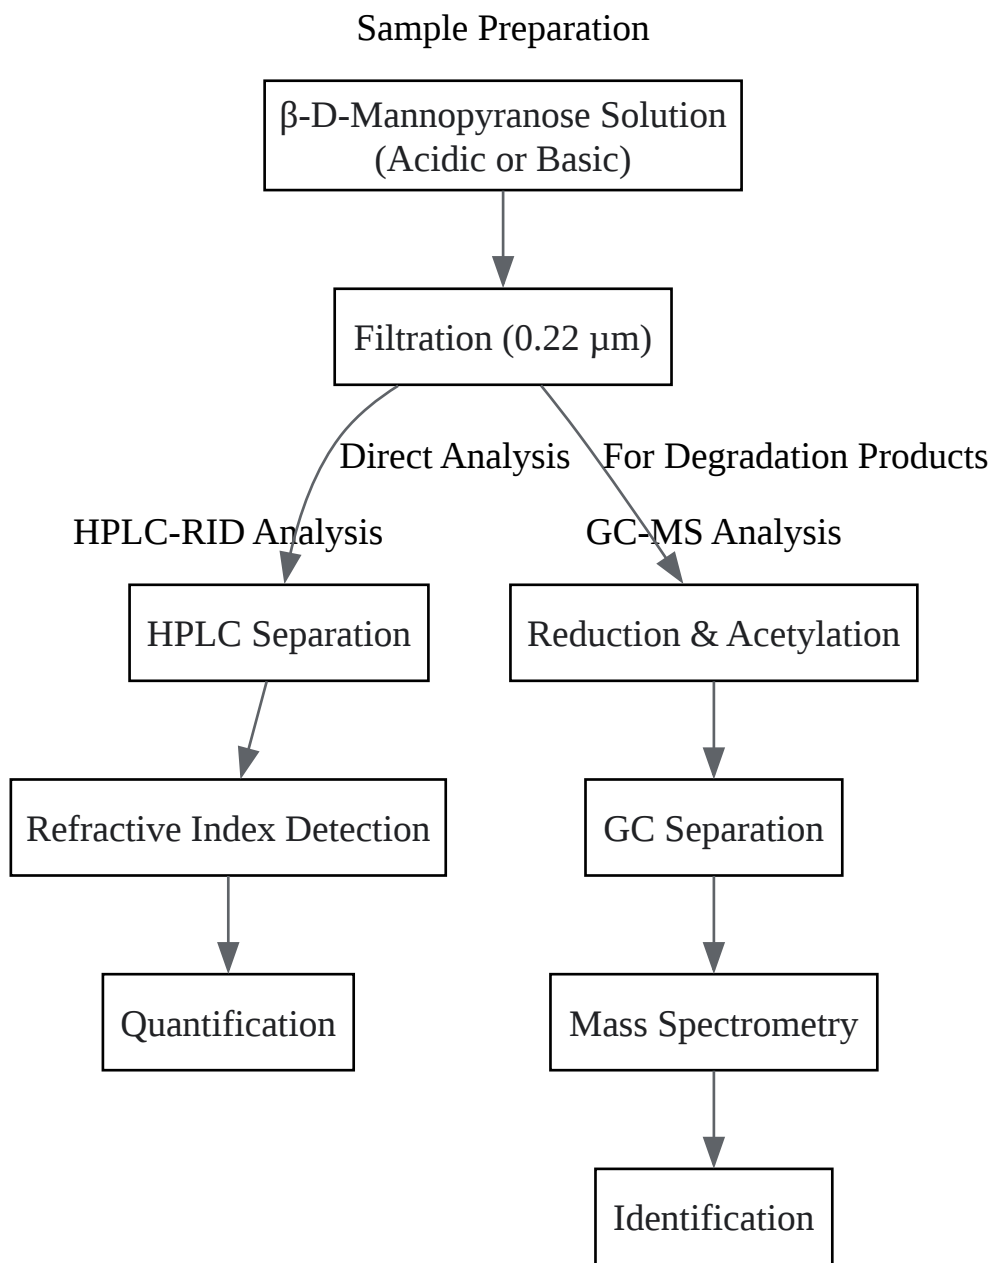 Sample Preparation
β-D-Mannopyranose Solution
(Acidic or Basic)
Filtration (0.22 µm)
Direct Analysis
For Degradation Products
HPLC-RID Analysis
GC-MS Analysis
HPLC Separation
Reduction & Acetylation
Refractive Index Detection
GC Separation
Quantification
Mass Spectrometry
Identification